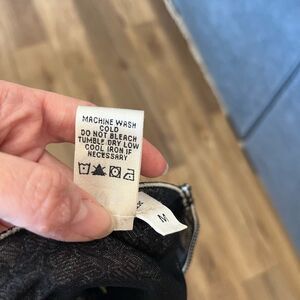 MACHINE WASH
COLD
DO NOT BLEACH
TUMBLE DRY LOW
COOL IRON IF
NECESSARY
M